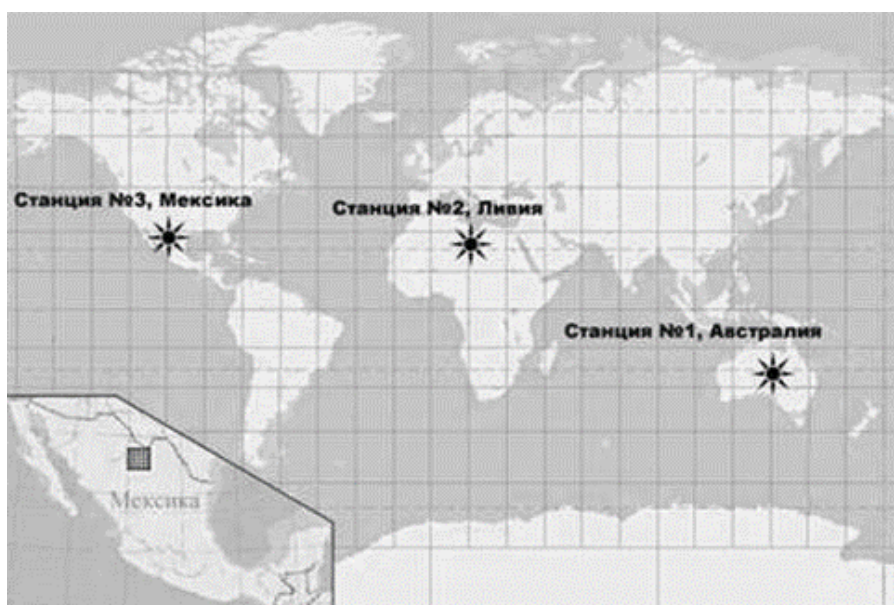 Станция №3, Мексика
Станция №2, Ливия
Станция №1, Австралия
Мексика